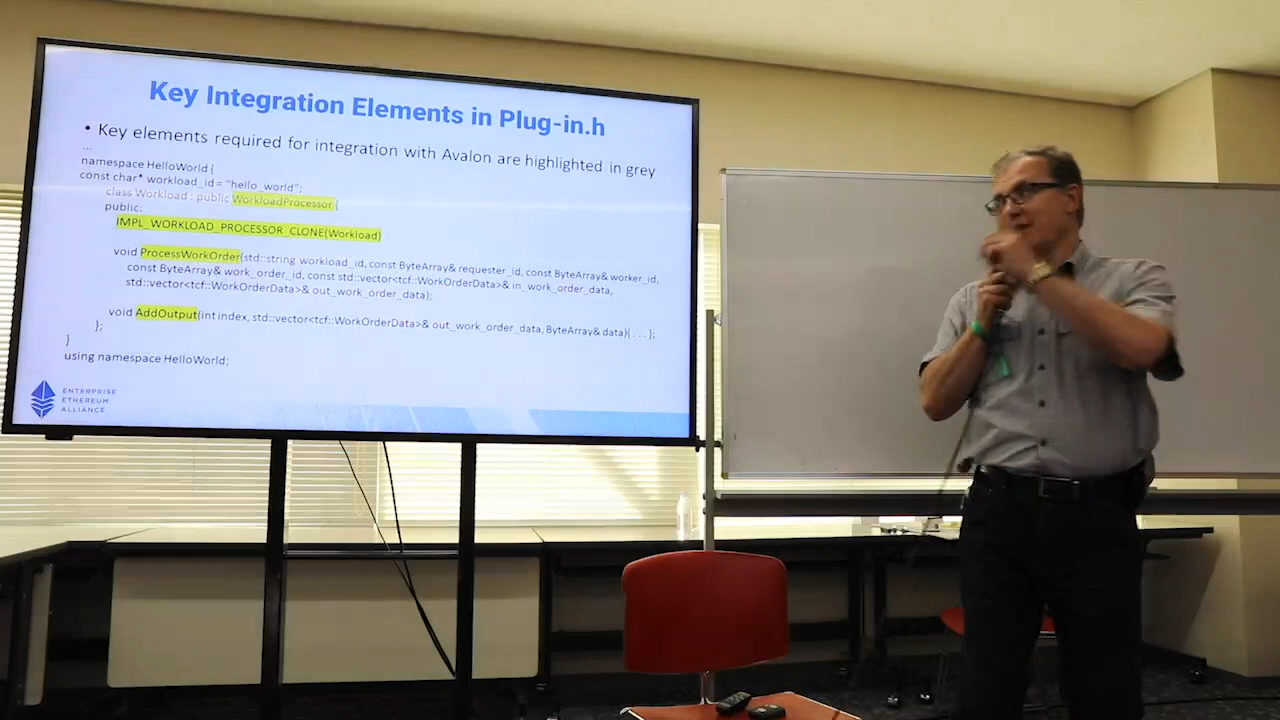 Key Integration Elements in Plug-in.h
• Key elements required for integration with Avalon are highlighted in grey
...
namespace HelloWorld {
const char* workload_id = "hello_world";
class Workload : public WorkloadProcessor {
public:
IMPL_WORKLOAD_PROCESSOR_CLONE(Workload)
void ProcessWorkOrder(std::string workload_id, const ByteArray& requester_id, const ByteArray& worker_id,
const ByteArray& work_order_id, const std::vector<tcf::WorkOrderData>& in_work_order_data,
std::vector<tcf::WorkOrderData>& out_work_order_data);
void AddOutput(int index, std::vector<tcf::WorkOrderData>& out_work_order_data, ByteArray& data){ . . . };
};
}
using namespace HelloWorld;
ENTERPRISE
ETHEREUM
ALLIANCE